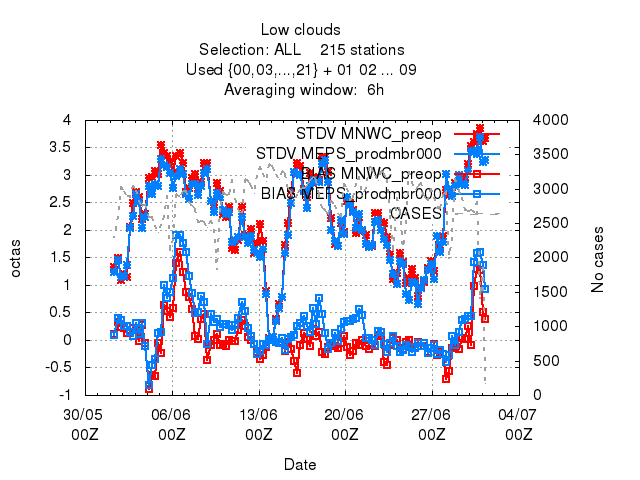 Low clouds
Selection: ALL 215 stations
Used {00,03,...,21} + 01 02 ... 09
Averaging window: 6h
STDV MNWC_preop
STDV MEPS_prodmbr000
BIAS MNWC_preop
BIAS MEPS_prodmbr000
CASES
octas
4
3.5
3
2.5
2
1.5
1
0.5
0
-0.5
-1
No cases
4000
3500
3000
2500
2000
1500
1000
500
0
30/05 06/06 13/06 20/06 27/06 04/07
00Z 00Z 00Z 00Z 00Z 00Z
Date